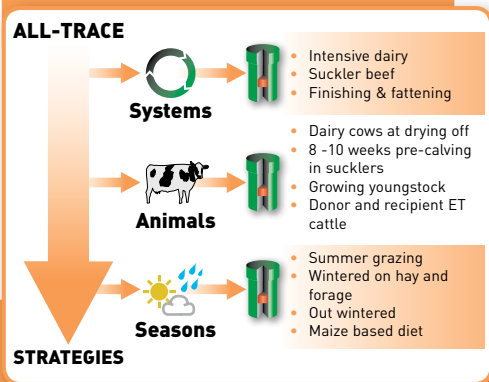 ALL-TRACE
Systems
• Intensive dairy
• Suckler beef
• Finishing & fattening
Animals
• Dairy cows at drying off
• 8 -10 weeks pre-calving
in sucklers
• Growing youngstock
• Donor and recipient ET
cattle
Seasons
• Summer grazing
• Wintered on hay and
forage
• Out wintered
• Maize based diet
STRATEGIES